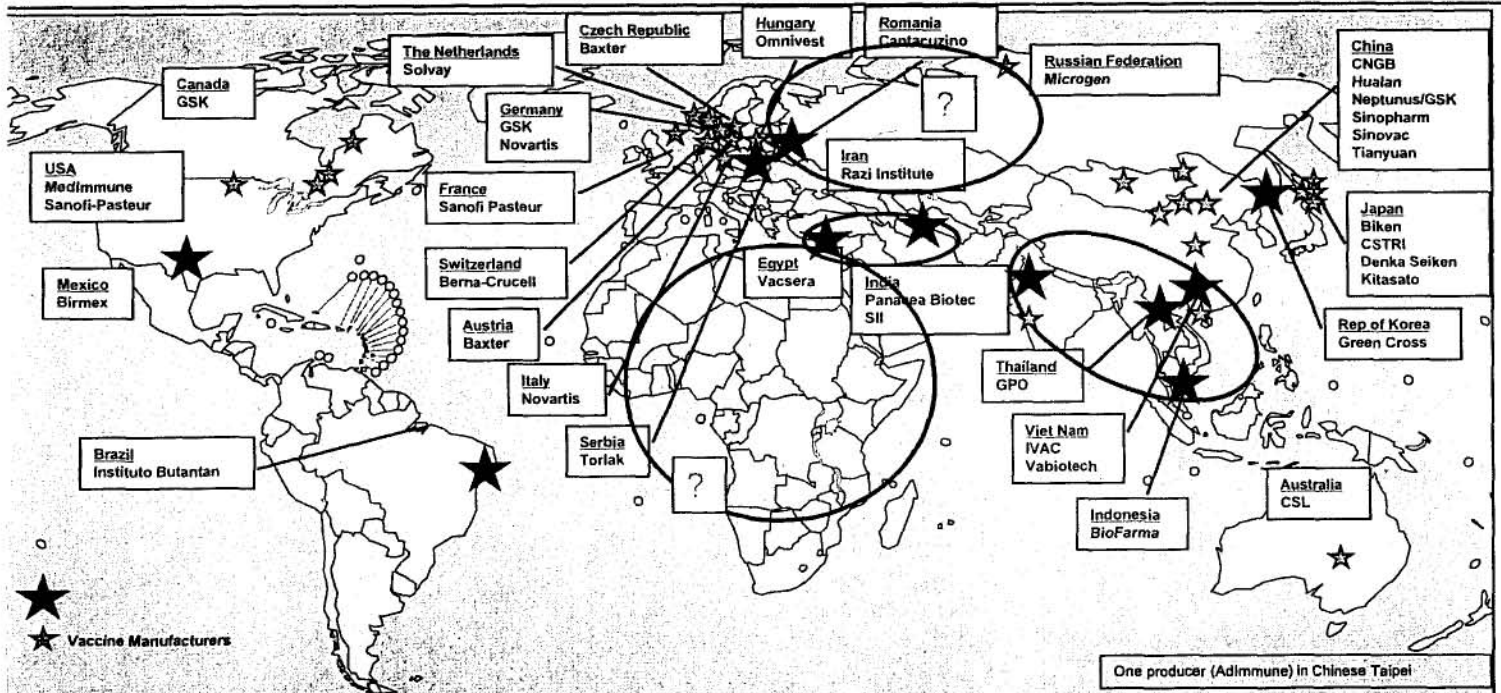 Czech Republic
Baxter
Hungary
Omnivest
Romania
Cantacuzino
The Netherlands
Solvay
Russian Federation
Microgen
China
CNGB
Hualan
Neptunus/GSK
Sinopharm
Sinovac
Tianyuan
Canada
GSK
Germany
GSK
Novartis
?
Iran
Razi Institute
USA
MedImmune
Sanofi-Pasteur
France
Sanofi Pasteur
Japan
Biken
CSTRI
Denka Seiken
Kitasato
Switzerland
Berna-Crucell
Egypt
Vacsera
India
Panacea Biotec
SII
Mexico
Birmex
Austria
Baxter
Rep of Korea
Green Cross
Thailand
GPO
Italy
Novartis
Serbia
Torlak
Viet Nam
IVAC
Vabiotech
Brazil
Instituto Butantan
?
Australia
CSL
Indonesia
BioFarma
Vaccine Manufacturers
One producer (Adimmune) in Chinese Taipei